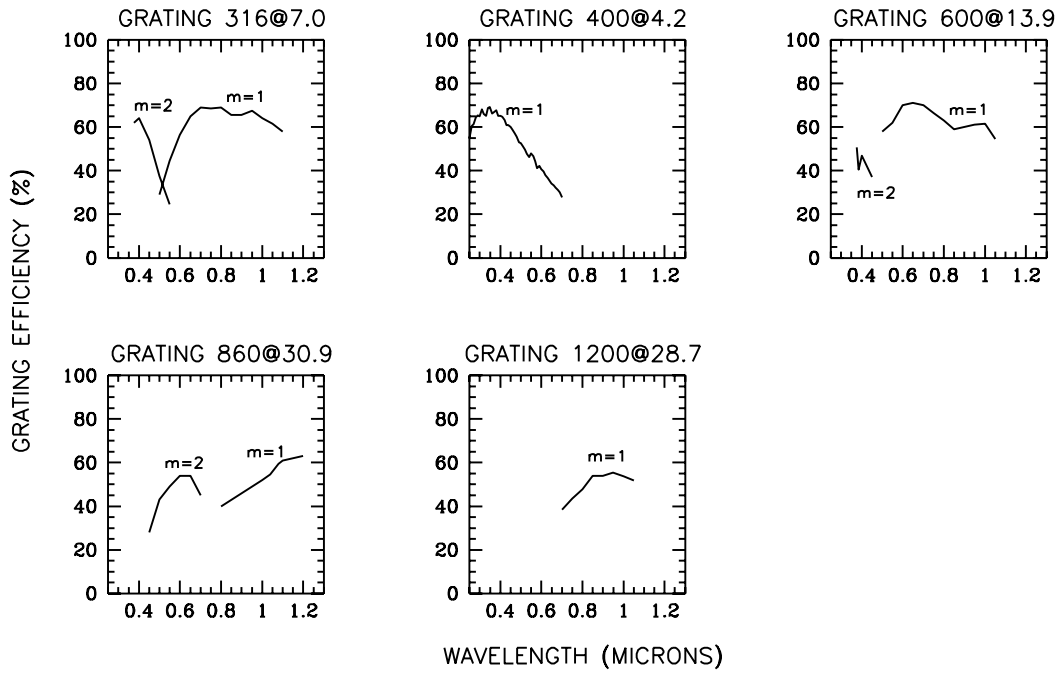 GRATING 316@7.0
GRATING 400@4.2
GRATING 600@13.9
100
80
60
40
20
0
m=2
m=1
0.4 0.6 0.8 1 1.2
100
80
60
40
20
0
m=1
0.4 0.6 0.8 1 1.2
100
80
60
40
20
0
m=1
m=2
0.4 0.6 0.8 1 1.2
GRATING EFFICIENCY (%)
GRATING 860@30.9
GRATING 1200@28.7
100
80
60
40
20
0
m=2
m=1
0.4 0.6 0.8 1 1.2
100
80
60
40
20
0
m=1
0.4 0.6 0.8 1 1.2
WAVELENGTH (MICRONS)